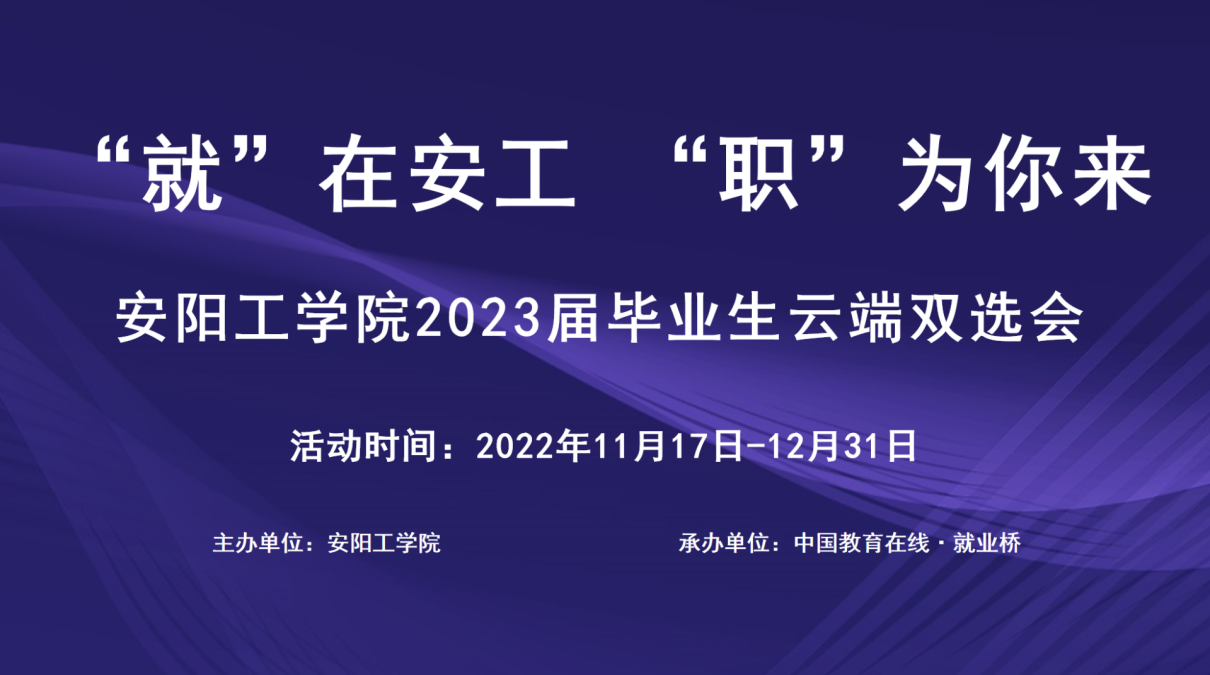 “就”在安工 “职”为你来
安阳工学院2023届毕业生云端双选会
活动时间：2022年11月17日-12月31日
主办单位：安阳工学院 承办单位：中国教育在线·就业桥